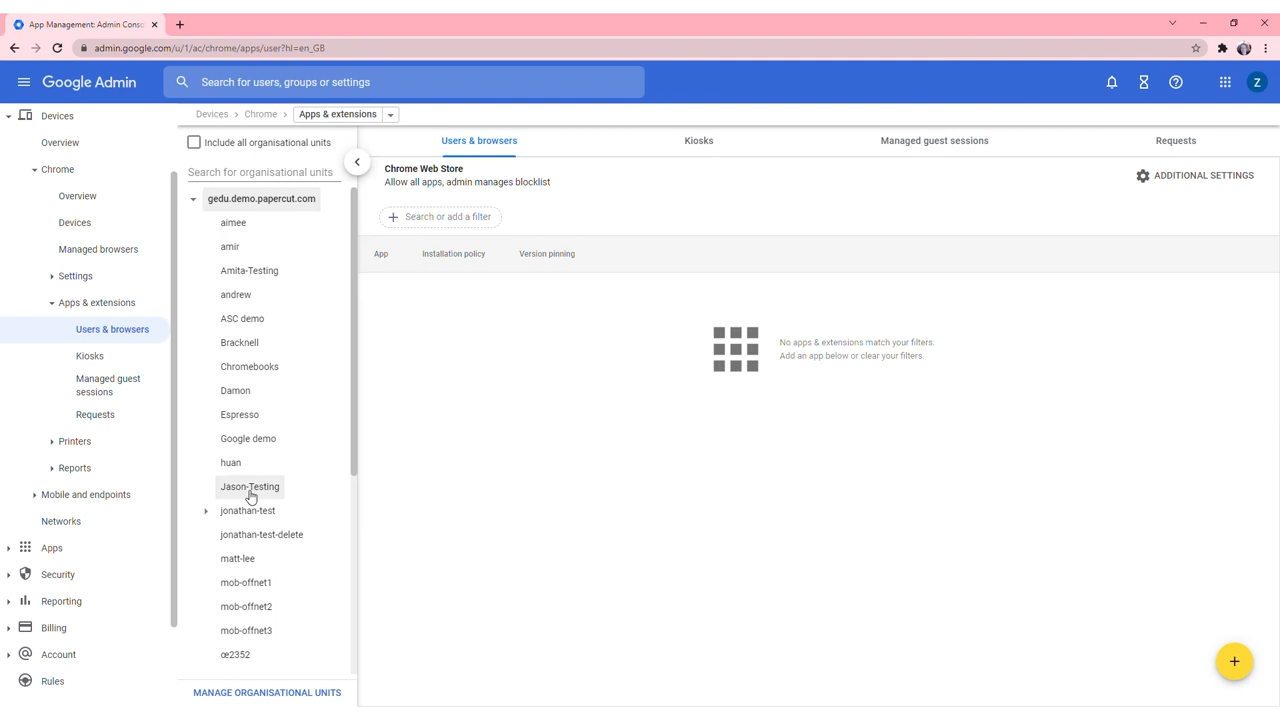 App Management: Admin Conso
admin.google.com/u/1/ac/chrome/apps/user?hl=en_GB
Google Admin
Search for users, groups or settings
Z
Devices
Overview
Chrome
Overview
Devices
Managed browsers
Settings
Apps & extensions
Users & browsers
Kiosks
Managed guest
sessions
Requests
Printers
Reports
Mobile and endpoints
Networks
Apps
Security
Reporting
Billing
Account
Rules
Devices > Chrome > Apps & extensions
Include all organisational units
Search for organisational units
gedu.demo.papercut.com
aimee
amir
Amita-Testing
andrew
ASC demo
Bracknell
Chromebooks
Damon
Espresso
Google demo
huan
Jason-Testing
jonathan-test
jonathan-test-delete
matt-lee
mob-offnet1
mob-offnet2
mob-offnet3
œ2352
MANAGE ORGANISATIONAL UNITS
Users & browsers Kiosks Managed guest sessions Requests
Chrome Web Store
Allow all apps, admin manages blocklist
ADDITIONAL SETTINGS
+ Search or add a filter
App Installation policy Version pinning
No apps & extensions match your filters.
Add an app below or clear your filters.
+